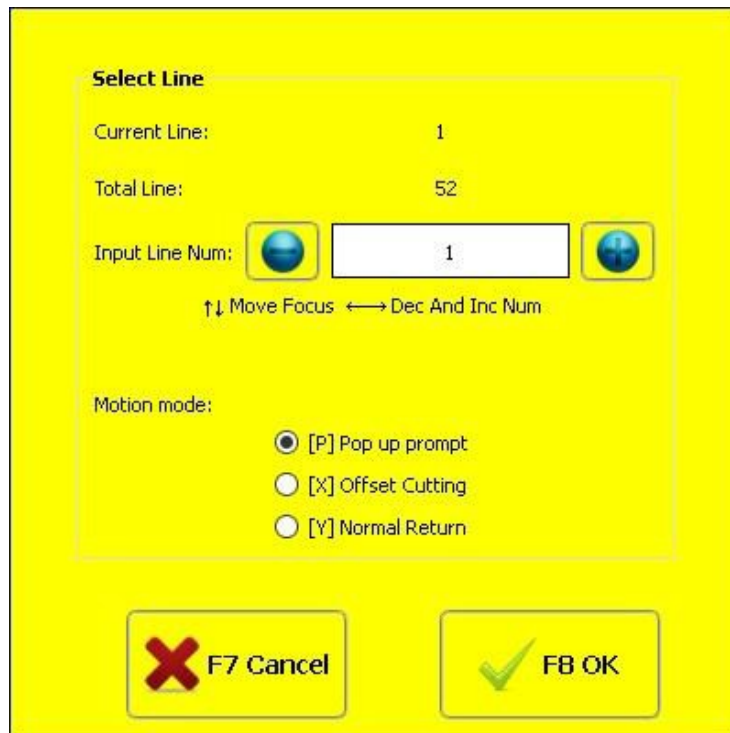 Select Line
Current Line: 1
Total Line: 52
Input Line Num: 1
↑↓ Move Focus ←→ Dec And Inc Num
Motion mode:
[P] Pop up prompt
[X] Offset Cutting
[Y] Normal Return
F7 Cancel F8 OK